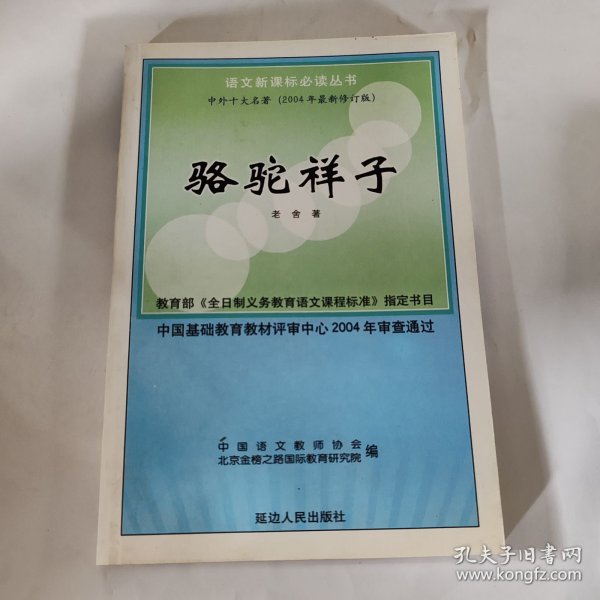 语文新课标必读丛书
中外十大名著(2004年最新修订版)
骆驼祥子
老舍 著
教育部《全日制义务教育语文课程标准》指定书目
中国基础教育教材评审中心2004年审查通过
中国语文教师协会
北京金榜之路国际教育研究院 编
延边人民出版社
孔夫子旧书网
www.kongfz.com